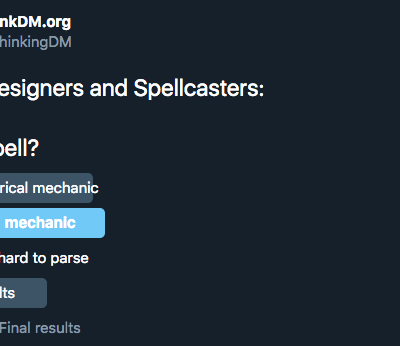 nkDM.org
hinkingDM
esigners and Spellcasters:
pell?
rical mechanic
mechanic
hard to parse
lts
Final results